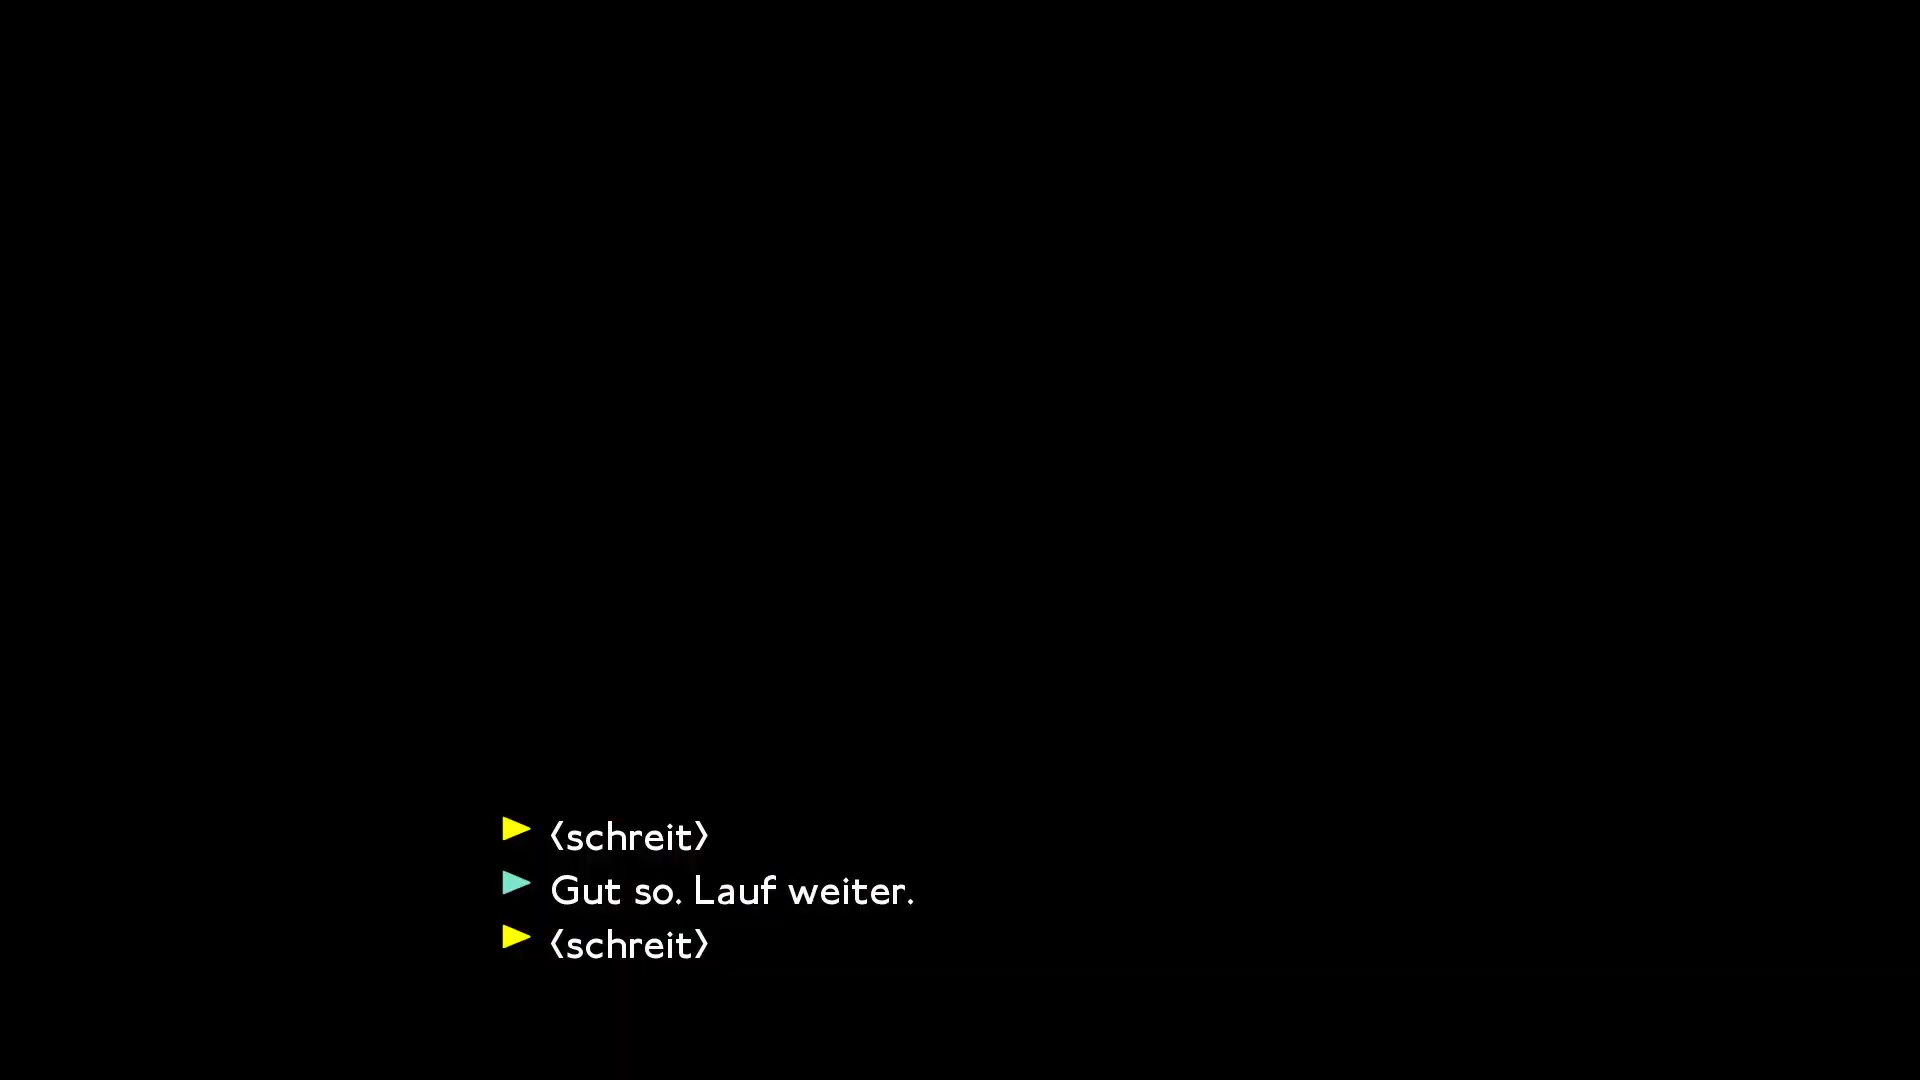 〈schreit〉
Gut so. Lauf weiter.
〈schreit〉